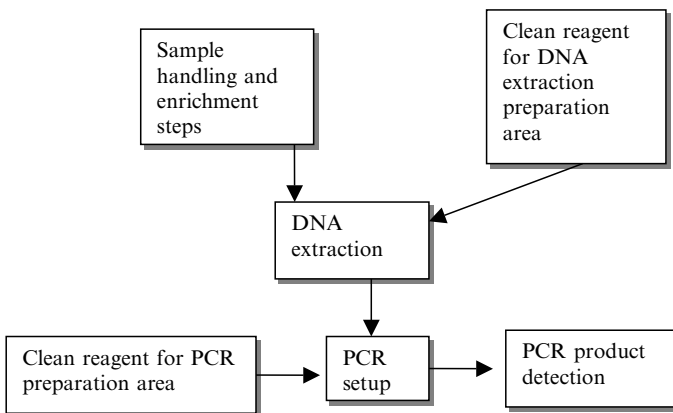 Sample
handling and
enrichment
steps
Clean reagent
for DNA
extraction
preparation
area
DNA
extraction
Clean reagent for PCR
preparation area
PCR
setup
PCR product
detection